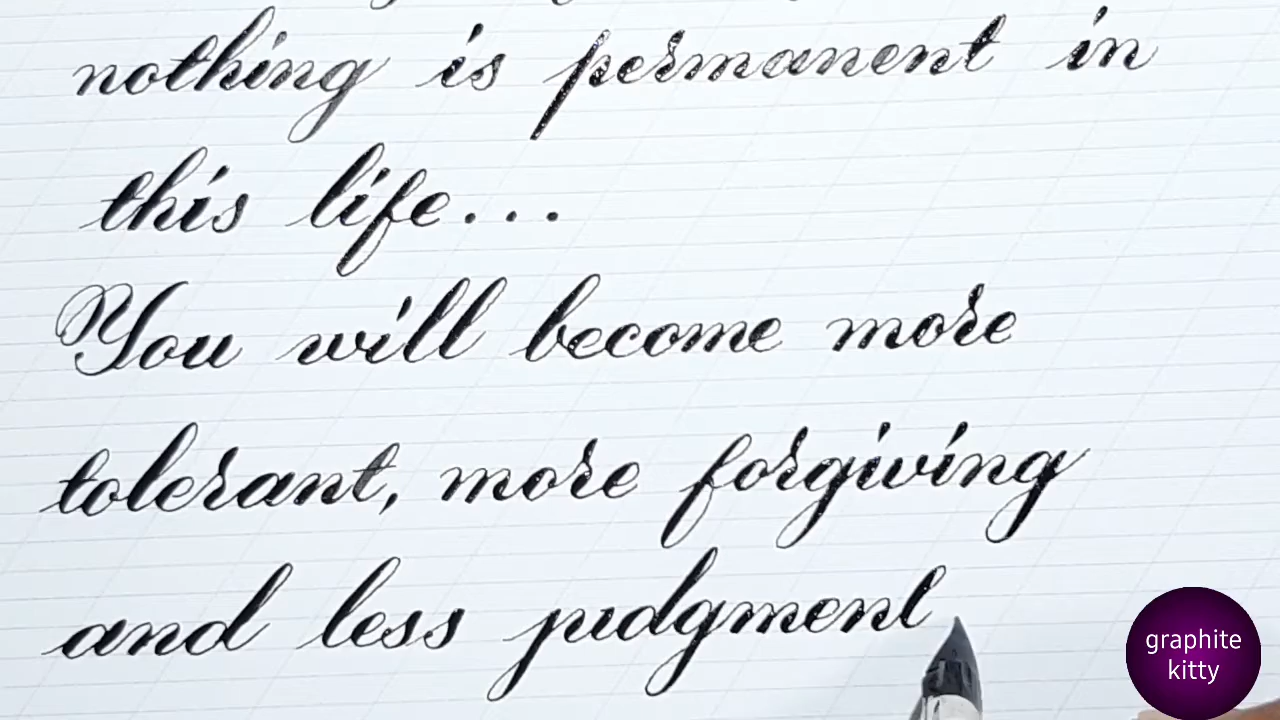 nothing is permanent in
this life...
You will become more
tolerant, more forgiving
and less judgment
graphite
kitty